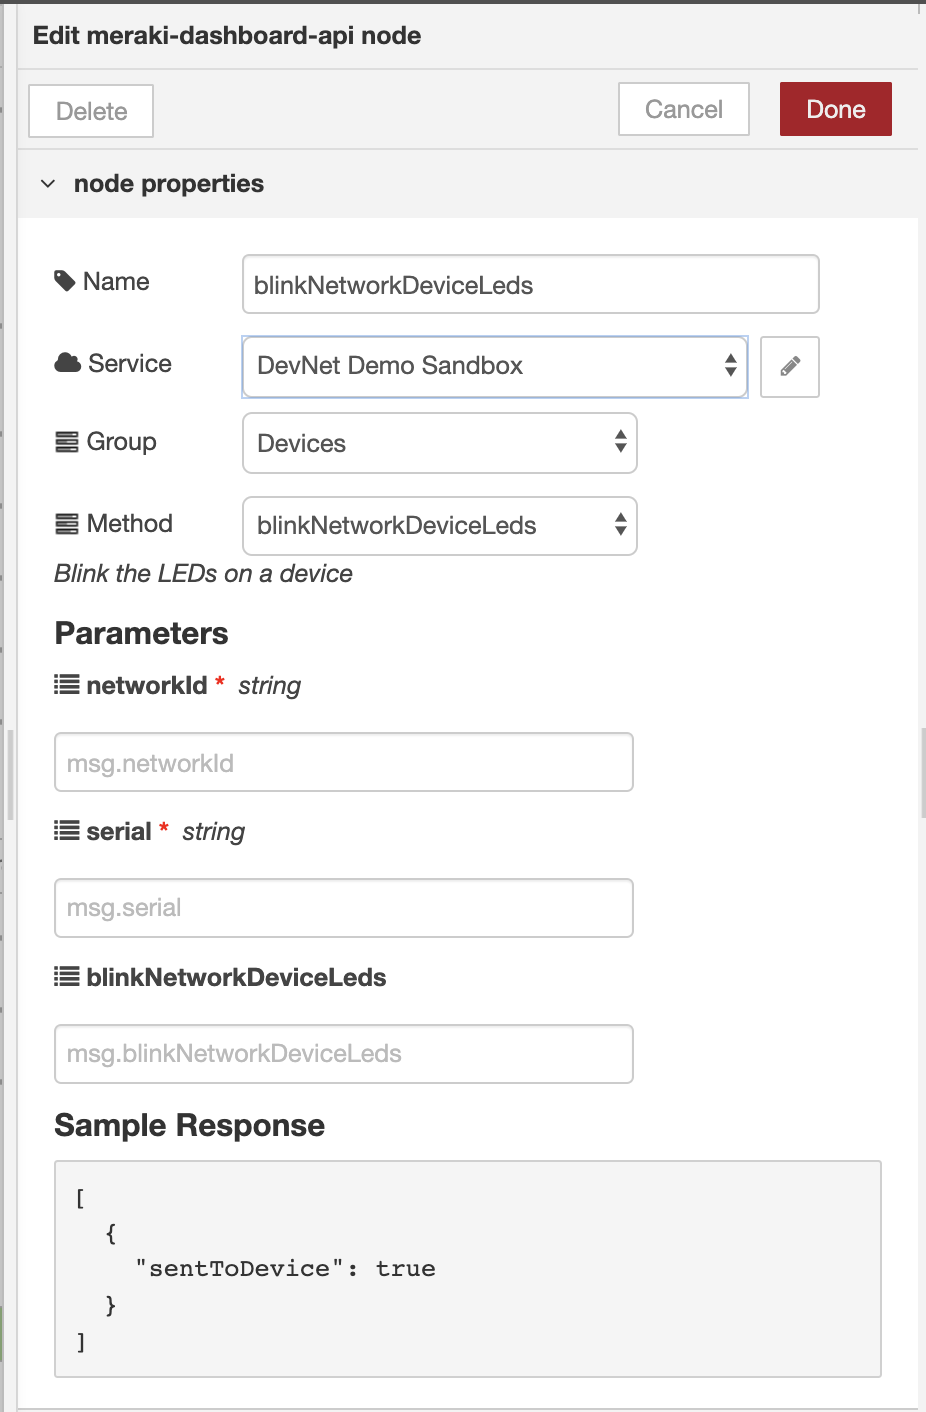 Edit meraki-dashboard-api node
Delete
Cancel
Done
node properties
Name
blinkNetworkDeviceLeds
Service
DevNet Demo Sandbox
Group
Devices
Method
blinkNetworkDeviceLeds
Blink the LEDs on a device
Parameters
networkId * string
msg.networkId
serial * string
msg.serial
blinkNetworkDeviceLeds
msg.blinkNetworkDeviceLeds
Sample Response
[
{
"sentToDevice": true
}
]